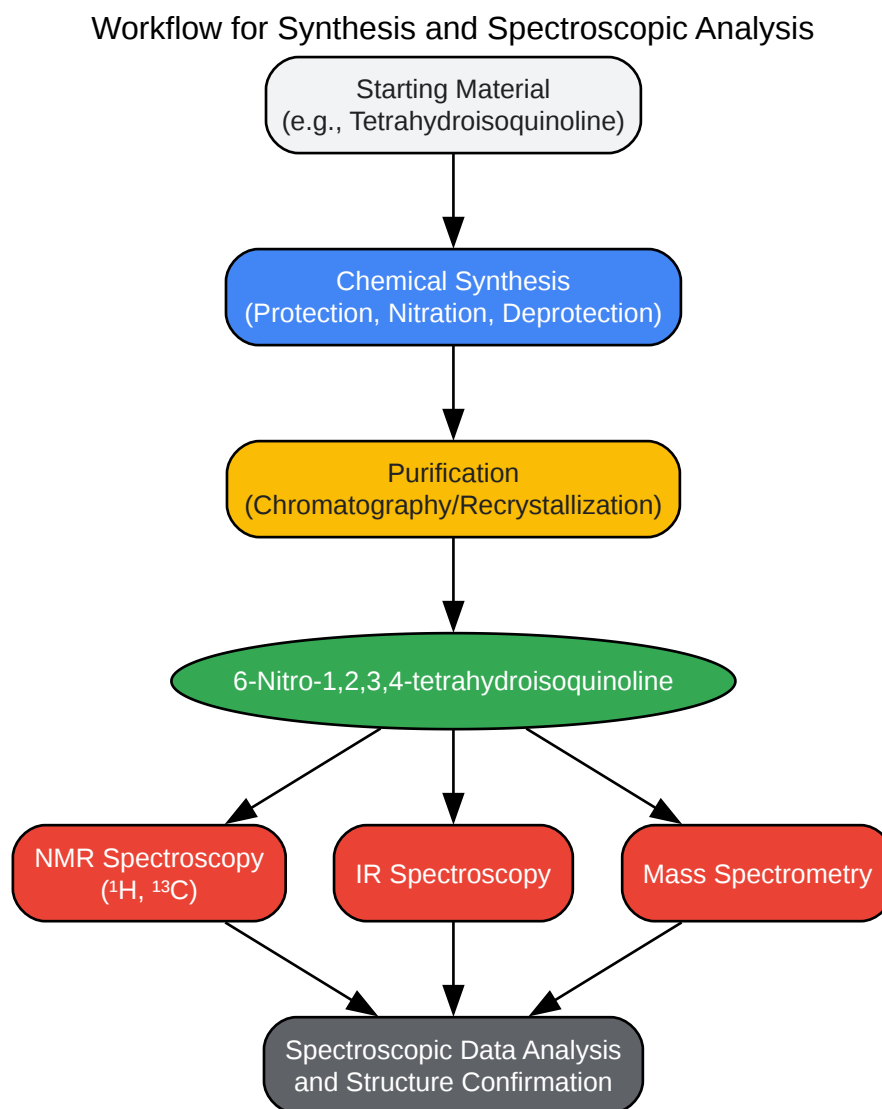 Workflow for Synthesis and Spectroscopic Analysis
Starting Material
(e.g., Tetrahydroisoquinoline)
Chemical Synthesis
(Protection, Nitration, Deprotection)
Purification
(Chromatography/Recrystallization)
6-Nitro-1,2,3,4-tetrahydroisoquinoline
NMR Spectroscopy
(¹H, ¹³C)
IR Spectroscopy
Mass Spectrometry
Spectroscopic Data Analysis
and Structure Confirmation